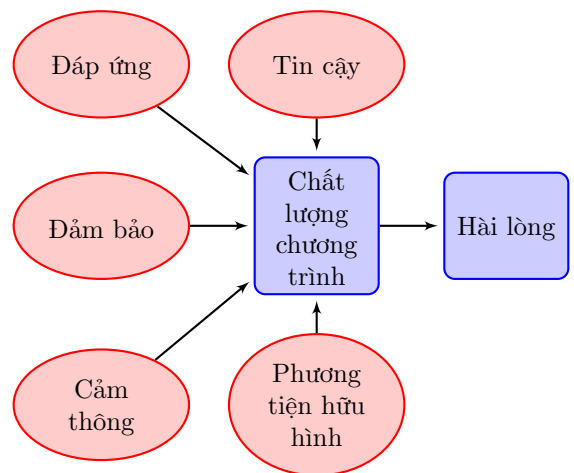 Đáp ứng
Tin cậy
Đảm bảo
Chất
lượng
chương
trình
Hài lòng
Cảm
thông
Phương
tiện hữu
hình